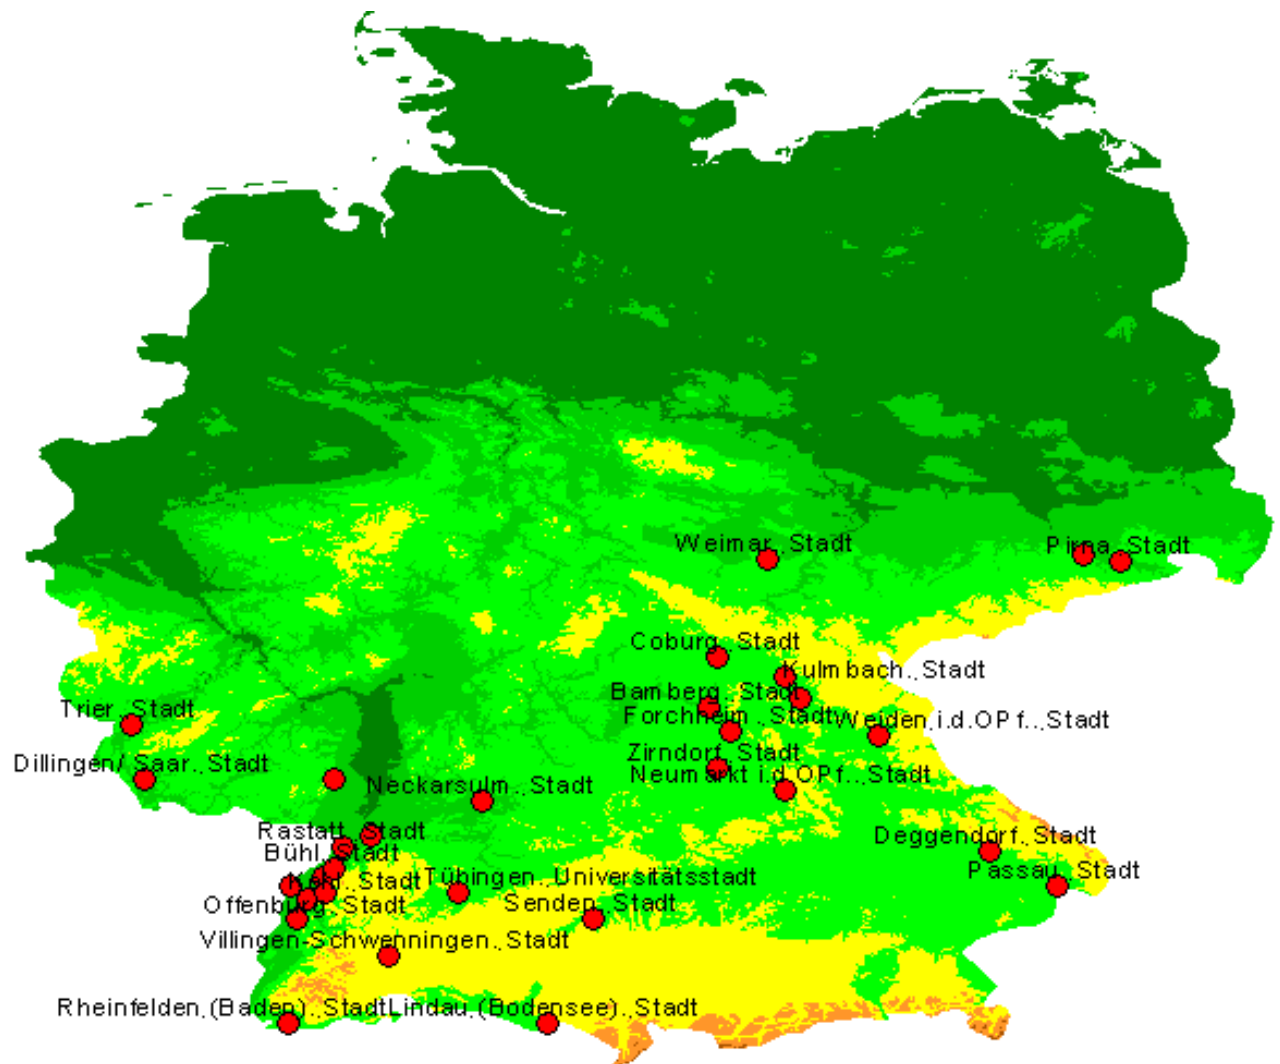 Weimar, Stadt
Pirna, Stadt
Coburg, Stadt
Kulmbach, Stadt
Bamberg, Stadt
Trier, Stadt
Forchheim, Stadt
Weiden i.d.OPf., Stadt
Zirndorf, Stadt
Dillingen/ Saar, Stadt
Neumarkt i.d.OPf., Stadt
Neckarsulm, Stadt
Rastatt, Stadt
Deggendorf, Stadt
Bühl, Stadt
Passau, Stadt
Tübingen, Universitätsstadt
Kehl, Stadt
Offenburg, Stadt
Senden, Stadt
Villingen-Schwenningen, Stadt
Rheinfelden (Baden), Stadt
Lindau (Bodensee), Stadt